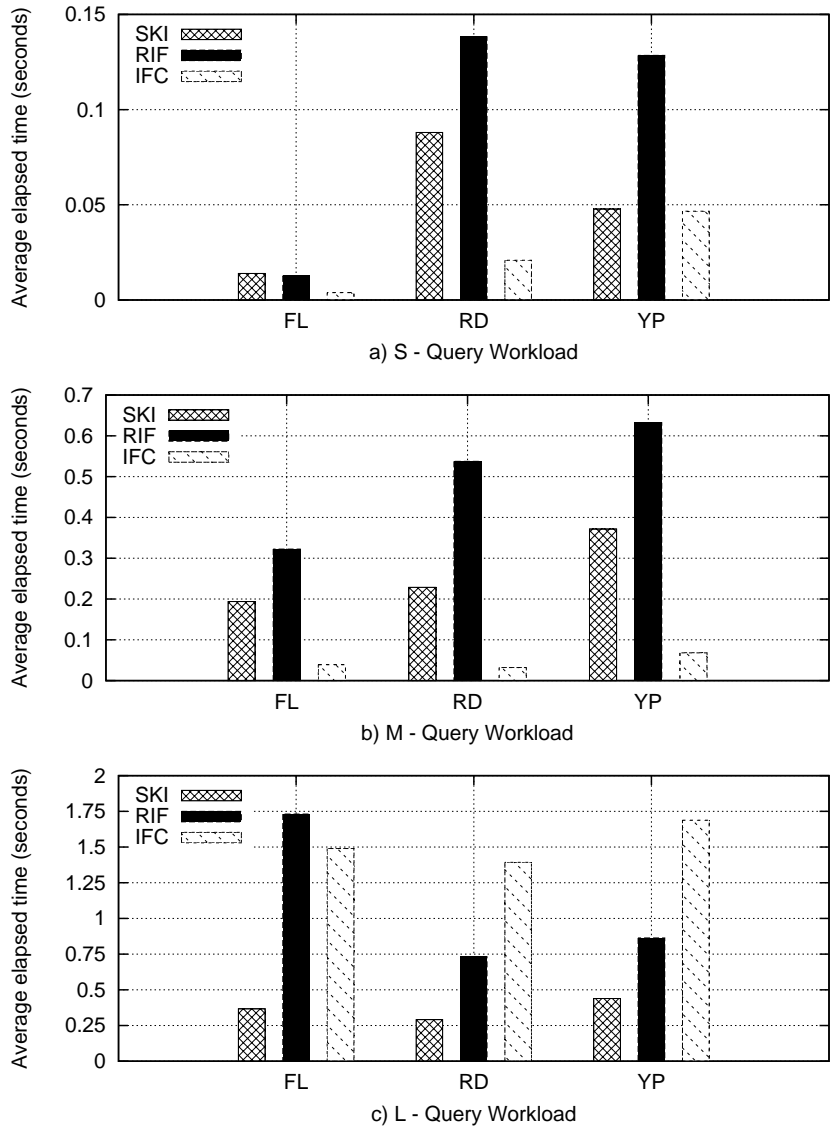 Average elapsed time (seconds)
0.15
0.1
0.05
0
SKI
RIF
IFC
FL RD YP
a) S - Query Workload
Average elapsed time (seconds)
0.7
0.6
0.5
0.4
0.3
0.2
0.1
0
SKI
RIF
IFC
FL RD YP
b) M - Query Workload
Average elapsed time (seconds)
2
1.75
1.5
1.25
1
0.75
0.5
0.25
0
SKI
RIF
IFC
FL RD YP
c) L - Query Workload